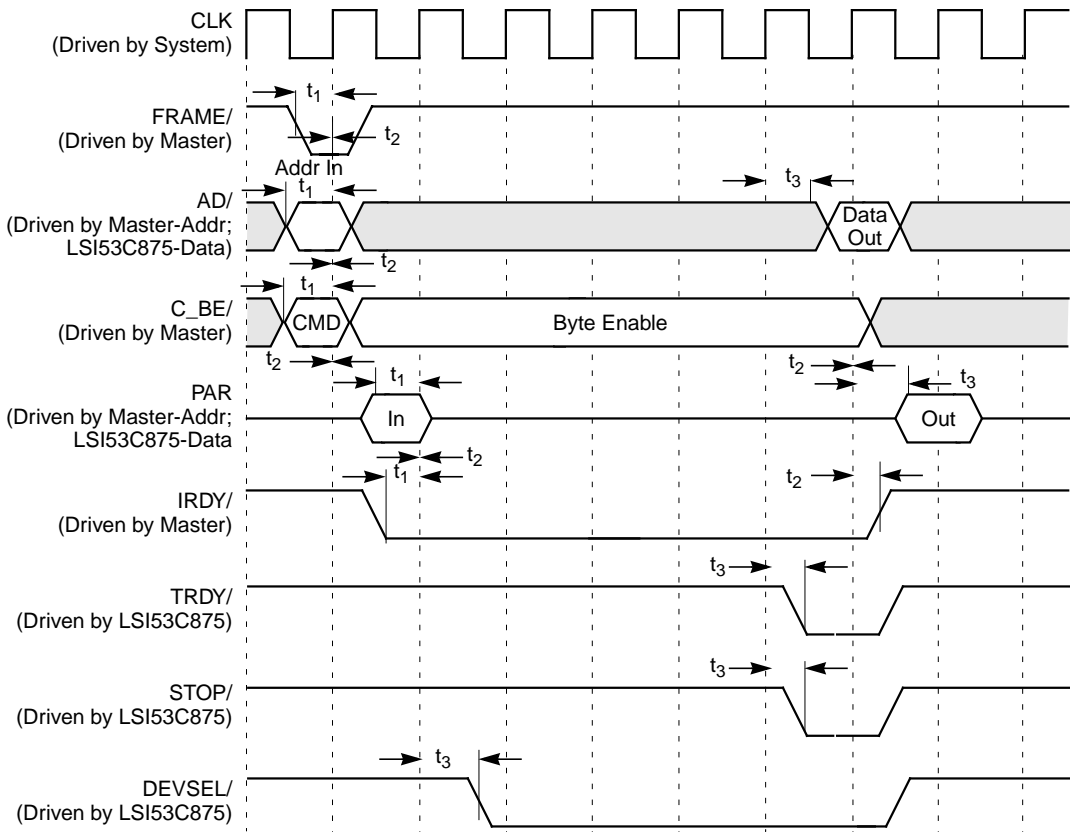 CLK
(Driven by System)
t1
FRAME/
(Driven by Master)
t2
Addr In
t1
t3
AD/
(Driven by Master-Addr;
LSI53C875-Data)
Data
Out
t2
t1
C_BE/
(Driven by Master)
CMD
Byte Enable
t2
t2
t1
t3
PAR
(Driven by Master-Addr;
LSI53C875-Data
In
Out
t2
t1
t2
IRDY/
(Driven by Master)
t3
TRDY/
(Driven by LSI53C875)
t3
STOP/
(Driven by LSI53C875)
t3
DEVSEL/
(Driven by LSI53C875)